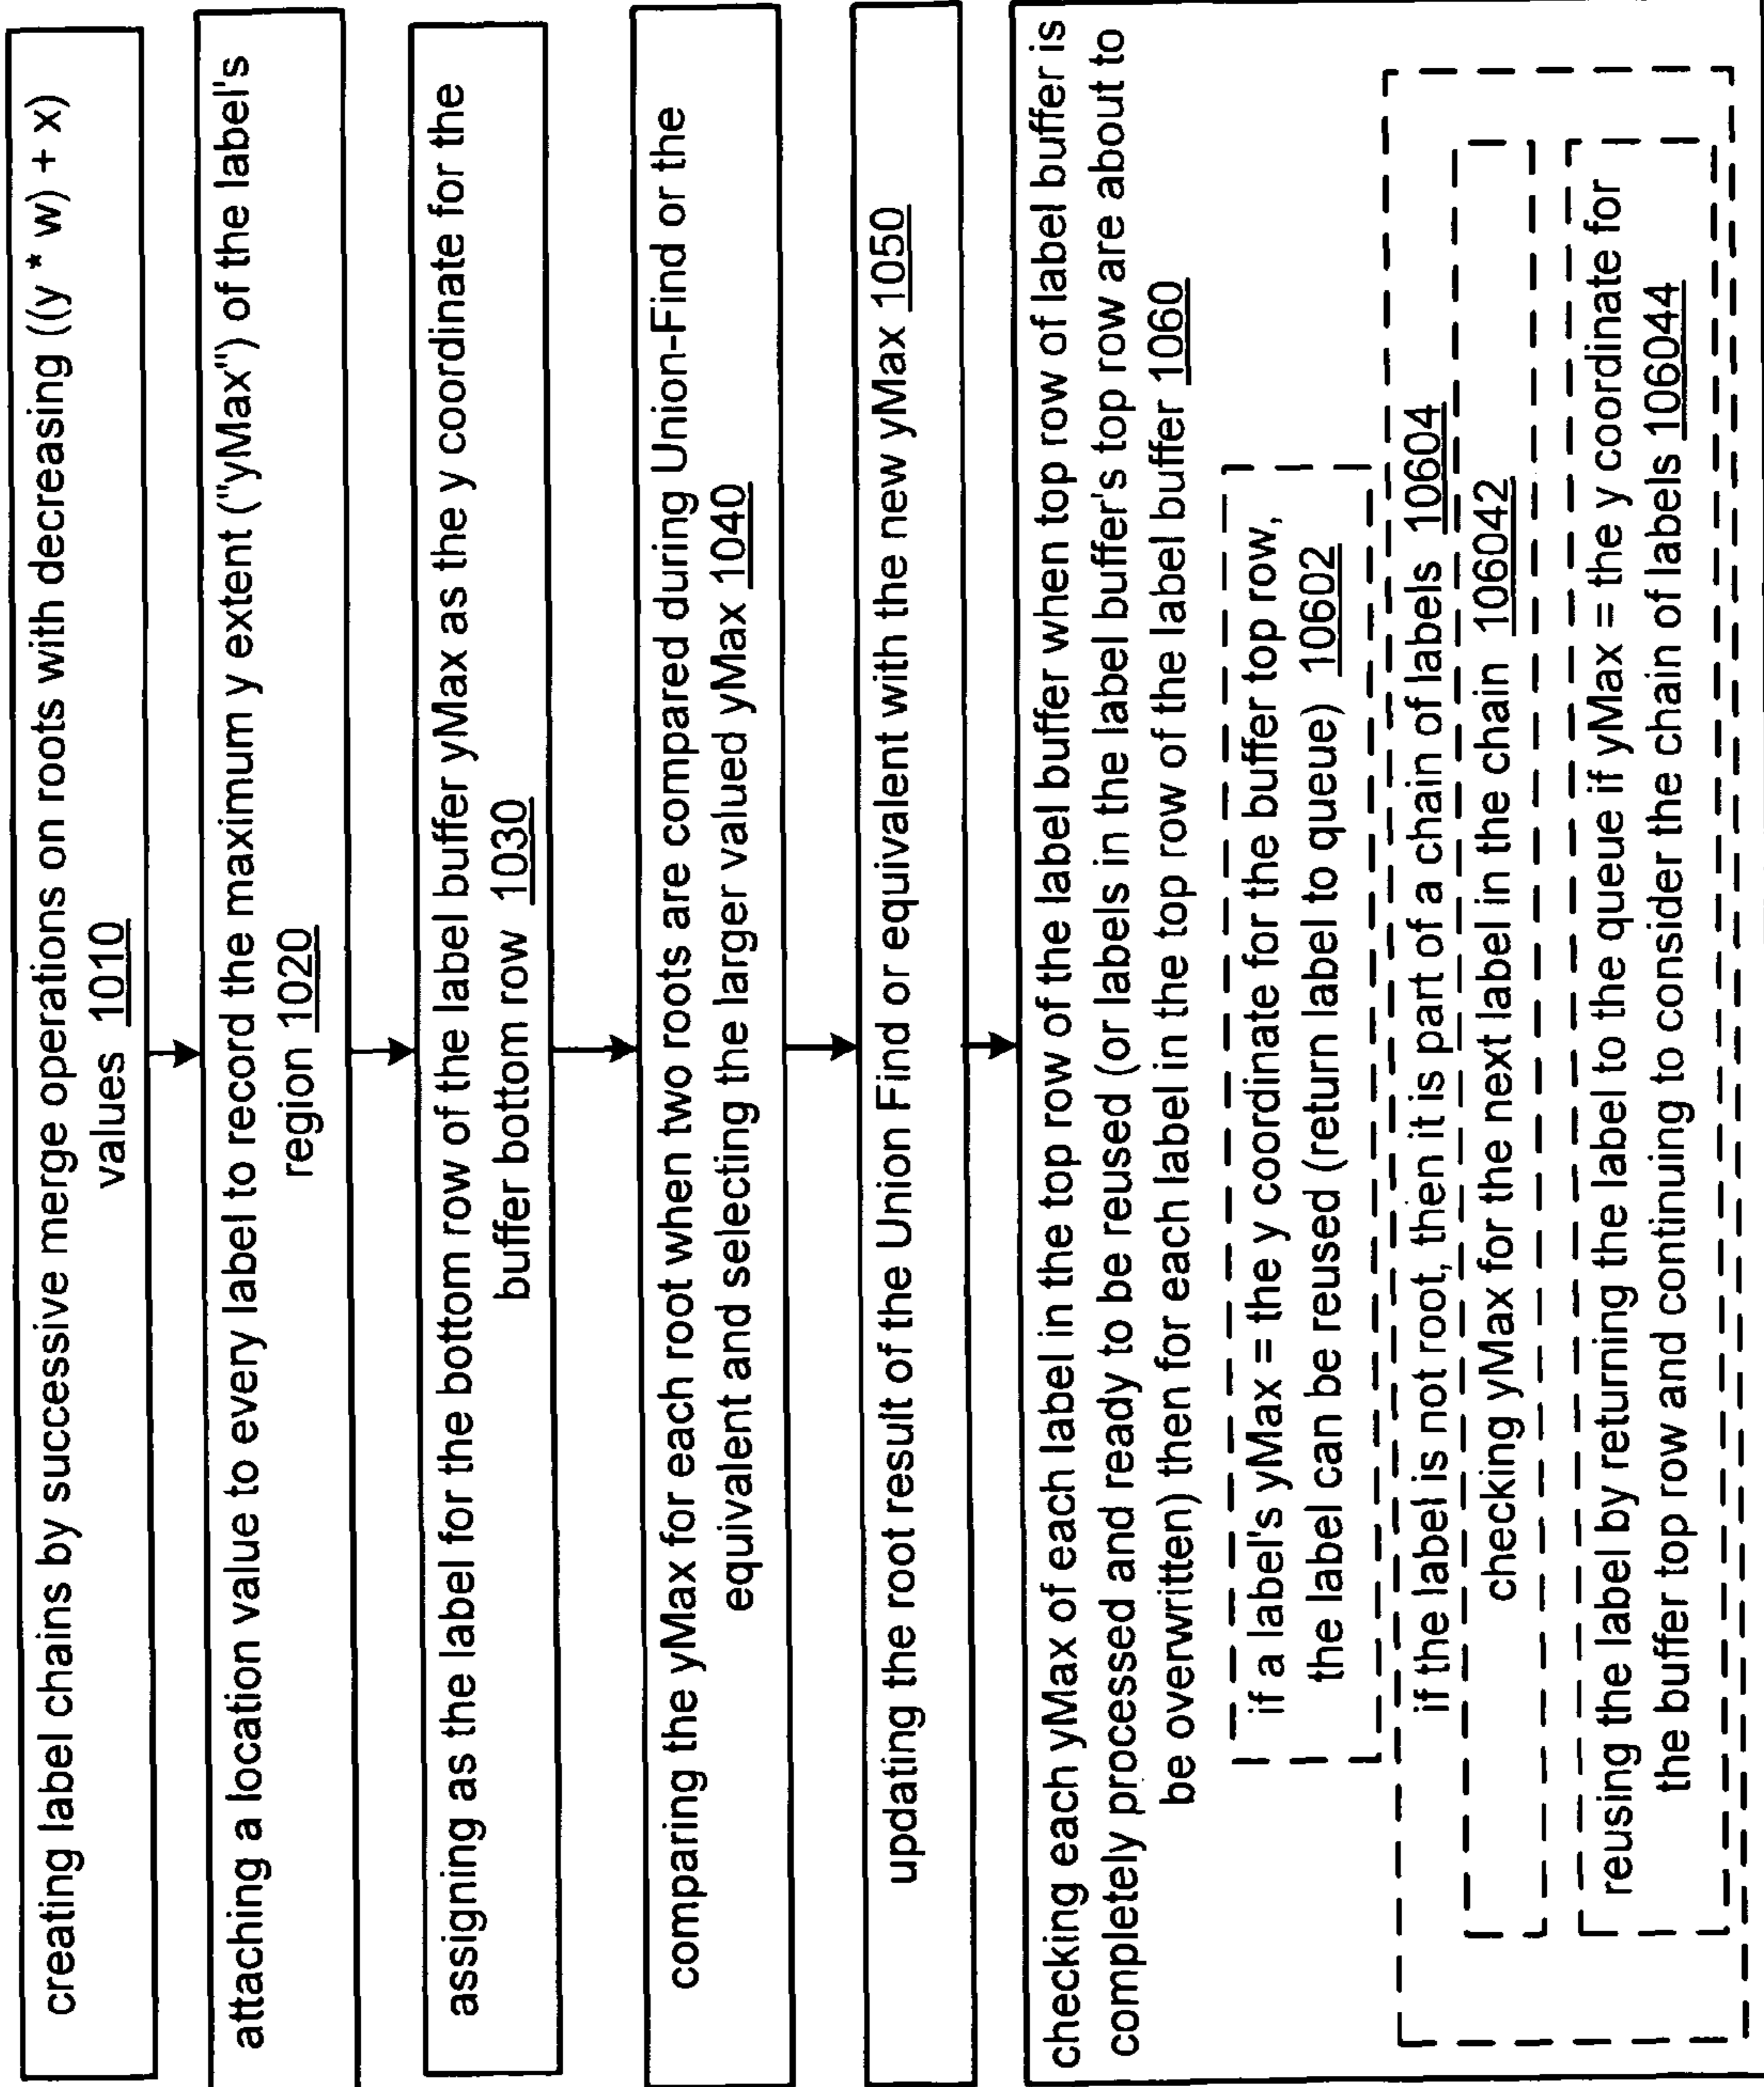 creating label chains by successive merge operations on roots with decreasing ((y * w) + x)
values 1010
attaching a location value to every label to record the maximum y extent ("yMax") of the label's
region 1020
assigning as the label for the bottom row of the label buffer yMax as the y coordinate for the
buffer bottom row 1030
comparing the yMax for each root when two roots are compared during Union-Find or the
equivalent and selecting the larger valued yMax 1040
updating the root result of the Union Find or equivalent with the new yMax 1050
checking each yMax of each label in the top row of the label buffer when top row of label buffer is
completely processed and ready to be reused (or labels in the label buffer's top row are about to
be overwritten) then for each label in the top row of the label buffer 1060
if a label's yMax = the y coordinate for the buffer top row,
the label can be reused (return label to queue) 10602
if the label is not root, then it is part of a chain of labels 10604
checking yMax for the next label in the chain 106042
reusing the label by returning the label to the queue if yMax = the y coordinate for
the buffer top row and continuing to consider the chain of labels 106044